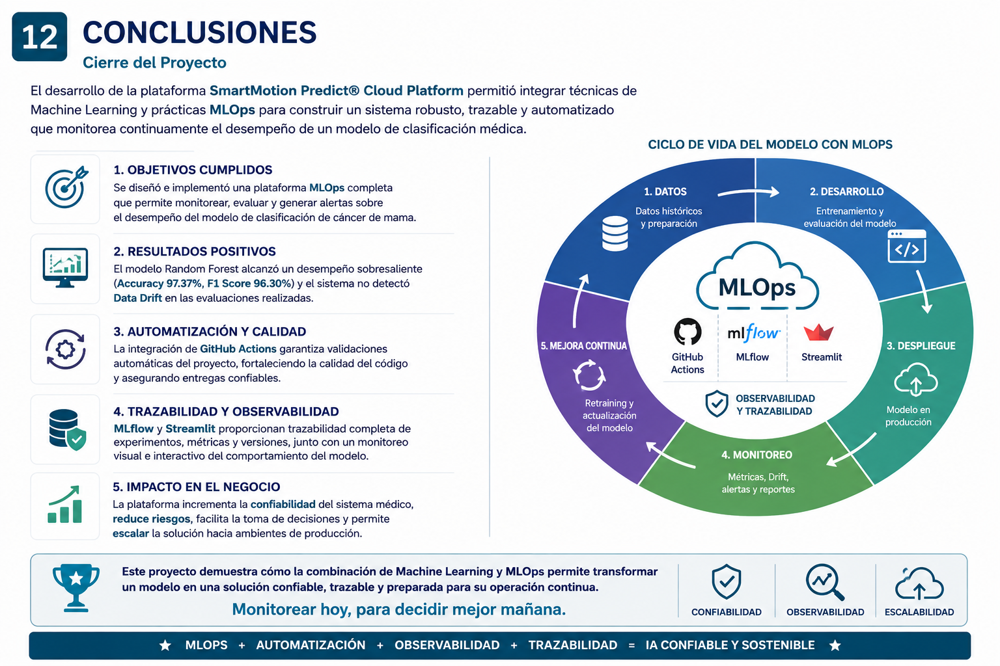 12
CONCLUSIONES
Cierre del Proyecto
El desarrollo de la plataforma SmartMotion Predict® Cloud Platform permitió integrar técnicas de
Machine Learning y prácticas MLOps para construir un sistema robusto, trazable y automatizado
que monitorea continuamente el desempeño de un modelo de clasificación médica.
1. OBJETIVOS CUMPLIDOS
Se diseñó e implementó una plataforma MLOps completa
que permite monitorear, evaluar y generar alertas sobre
el desempeño del modelo de clasificación de cáncer de mama.
2. RESULTADOS POSITIVOS
El modelo Random Forest alcanzó un desempeño sobresaliente
(Accuracy 97.37%, F1 Score 96.30%) y el sistema no detectó
Data Drift en las evaluaciones realizadas.
3. AUTOMATIZACIÓN Y CALIDAD
La integración de GitHub Actions garantiza validaciones
automáticas del proyecto, fortaleciendo la calidad del código
y asegurando entregas confiables.
4. TRAZABILIDAD Y OBSERVABILIDAD
MLflow y Streamlit proporcionan trazabilidad completa de
experimentos, métricas y versiones, junto con un monitoreo
visual e interactivo del comportamiento del modelo.
5. IMPACTO EN EL NEGOCIO
La plataforma incrementa la confiabilidad del sistema médico,
reduce riesgos, facilita la toma de decisiones y permite
escalar la solución hacia ambientes de producción.
CICLO DE VIDA DEL MODELO CON MLOPS
1. DATOS
Datos históricos
y preparación
2. DESARROLLO
Entrenamiento y
evaluación del modelo
</>
3. DESPLIEGUE
Modelo en
producción
4. MONITOREO
Métricas, Drift,
alertas y reportes
5. MEJORA CONTINUA
Retraining y
actualización
del modelo
MLOps
GitHub
Actions
mlflow
MLflow
Streamlit
OBSERVABILIDAD
Y TRAZABILIDAD
Este proyecto demuestra cómo la combinación de Machine Learning y MLOps permite transformar
un modelo en una solución confiable, trazable y preparada para su operación continua.
Monitorear hoy, para decidir mejor mañana.
CONFIABILIDAD
OBSERVABILIDAD
ESCALABILIDAD
MLOPS + AUTOMATIZACIÓN + OBSERVABILIDAD + TRAZABILIDAD = IA CONFIABLE Y SOSTENIBLE